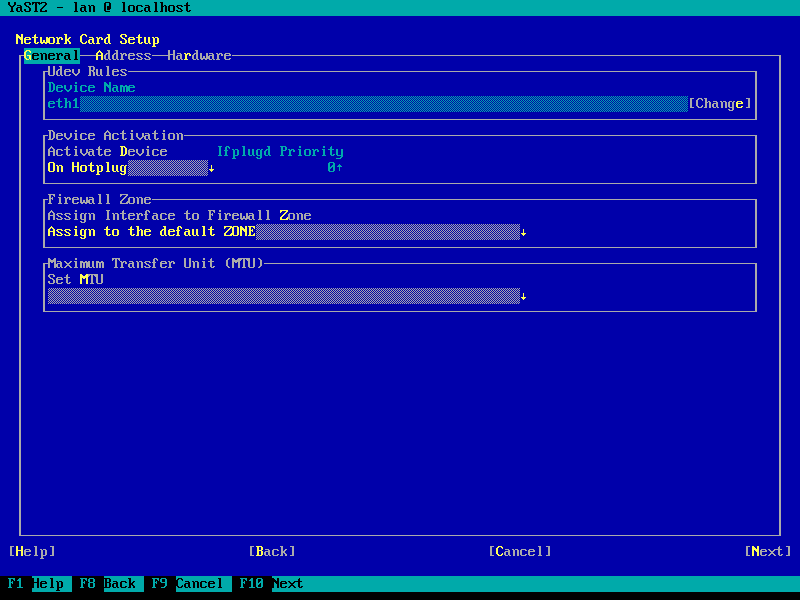 YaST2 - lan @ localhost
Network Card Setup
General Address Hardware
Udev Rules
Device Name
eth1 [Change]
Device Activation
Activate Device Ifplugd Priority
On Hotplug↓ 0↑
Firewall Zone
Assign Interface to Firewall Zone
Assign to the default ZONE ↓
Maximum Transfer Unit (MTU)
Set MTU
↓
[Help] [Back] [Cancel] [Next]
F1 Help F8 Back F9 Cancel F10 Next